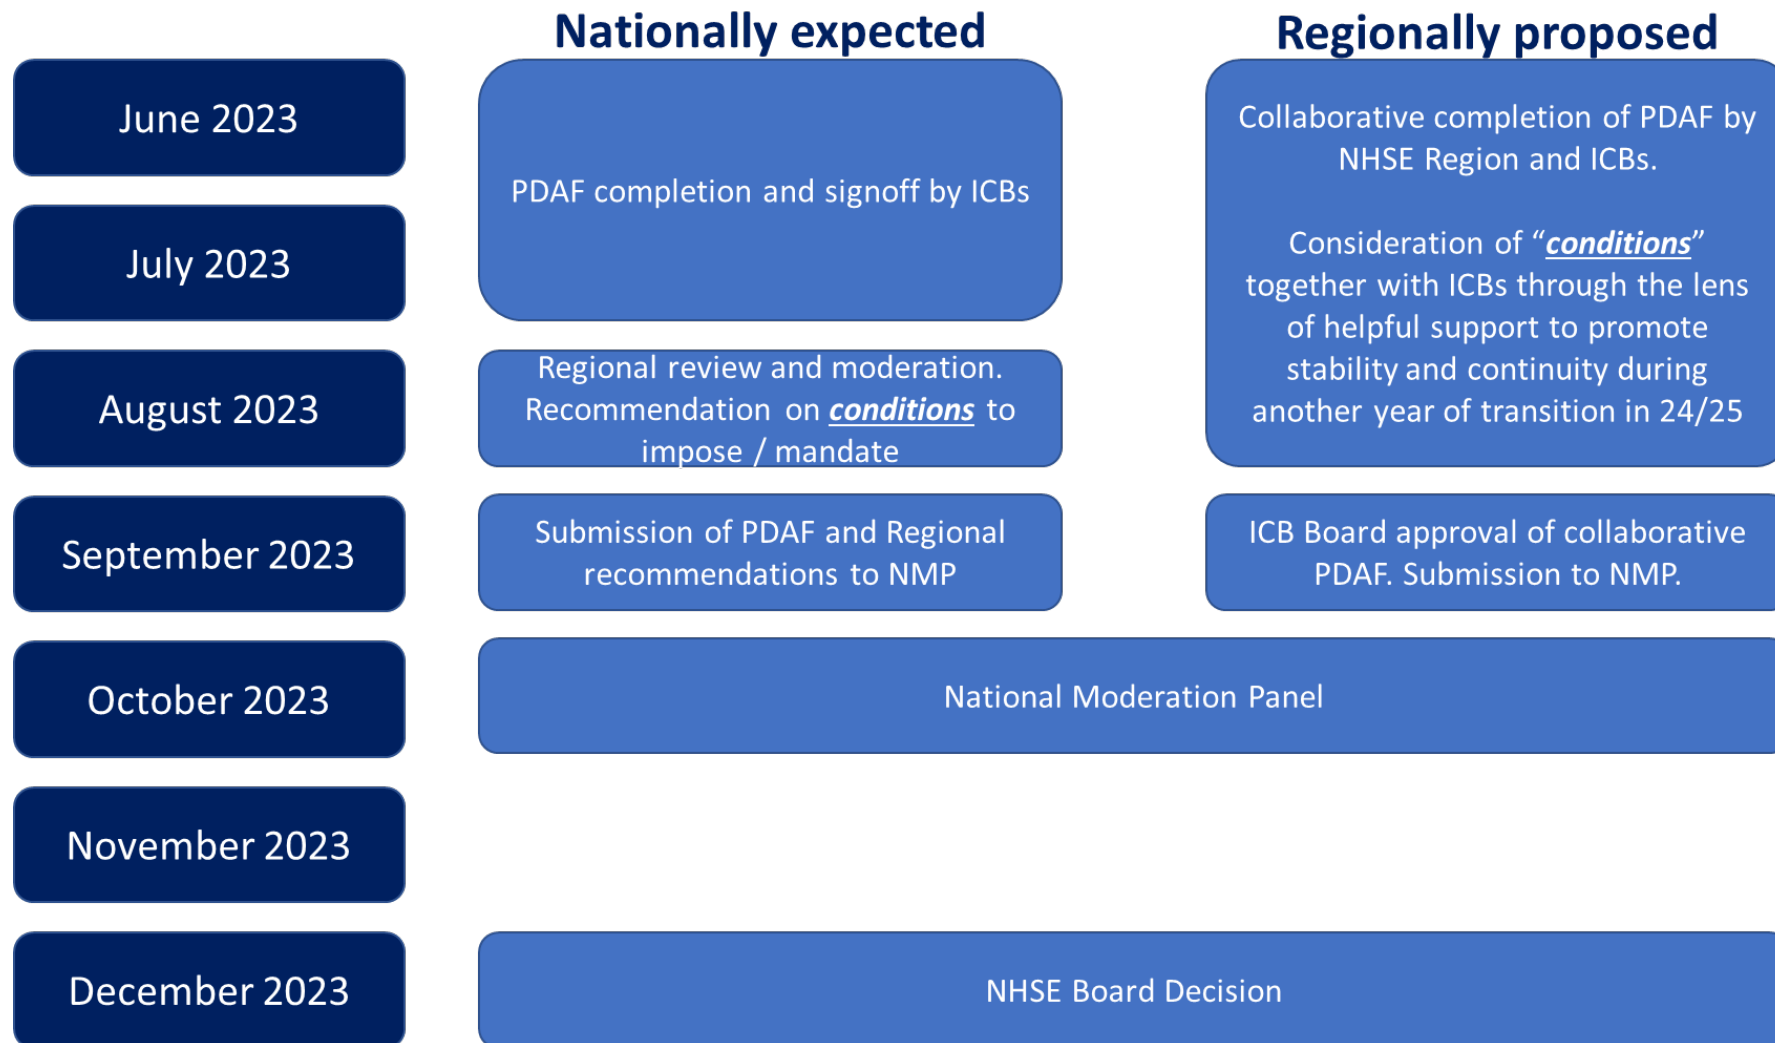 Nationally expected
Regionally proposed
June 2023
July 2023
August 2023
September 2023
October 2023
November 2023
December 2023
PDAF completion and signoff by ICBs
Regional review and moderation.
Recommendation on conditions to
impose / mandate
Submission of PDAF and Regional
recommendations to NMP
Collaborative completion of PDAF by
NHSE Region and ICBs.
Consideration of “conditions”
together with ICBs through the lens
of helpful support to promote
stability and continuity during
another year of transition in 24/25
ICB Board approval of collaborative
PDAF. Submission to NMP.
National Moderation Panel
NHSE Board Decision